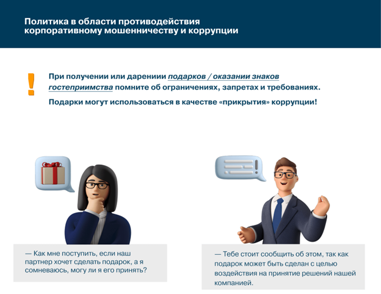 Политика в области противодействия
корпоративному мошенничеству и коррупции
При получении или дарениии подарков / оказании знаков
гостеприимства помните об ограничениях, запретах и требованиях.
Подарки могут использоваться в качестве «прикрытия» коррупции!
— Как мне поступить, если наш
партнер хочет сделать подарок, а я
сомневаюсь, могу ли я его принять?
— Тебе стоит сообщить об этом, так как
подарок может быть сделан с целью
воздействия на принятие решений нашей
компанией.